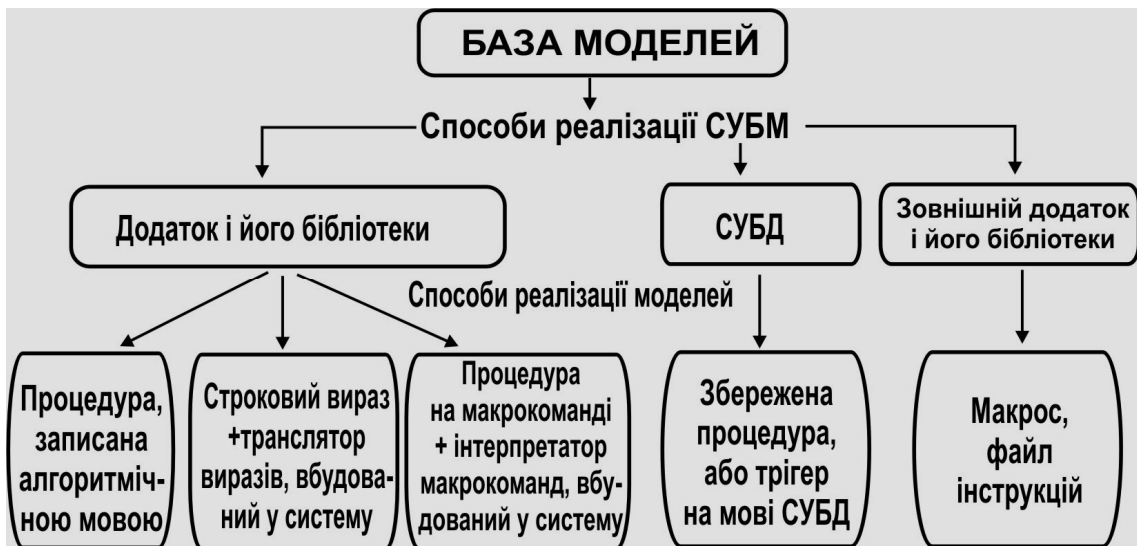 БАЗА МОДЕЛЕЙ
Способи реалізації СУБМ
Додаток і його бібліотеки
СУБД
Зовнішній додаток
і його бібліотеки
Способи реалізації моделей
Процедура,
записана
алгоритміч-
ною мовою
Строковий вираз
+транслятор
виразів, вбудова-
ний у систему
Процедура
на макрокоманді
+ інтерпретатор
макрокоманд, вбу-
дований у систему
Збережена
процедура,
або трігер
на мові СУБД
Макрос,
файл
інструкцій